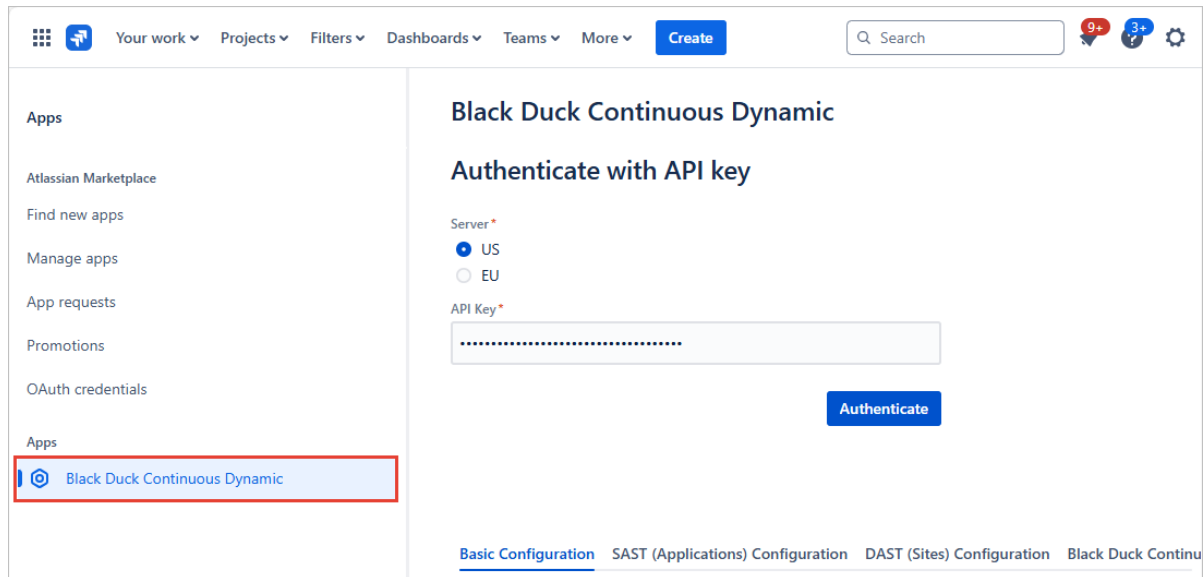 Your work Projects Filters Dashboards Teams More Create Search 9+ 3+
Apps
Atlassian Marketplace
Find new apps
Manage apps
App requests
Promotions
OAuth credentials
Apps
Black Duck Continuous Dynamic
Black Duck Continuous Dynamic
Authenticate with API key
Server*
US
EU
API Key*
••••••••••••••••••••••••••••••••••••
Authenticate
Basic Configuration SAST (Applications) Configuration DAST (Sites) Configuration Black Duck Continu